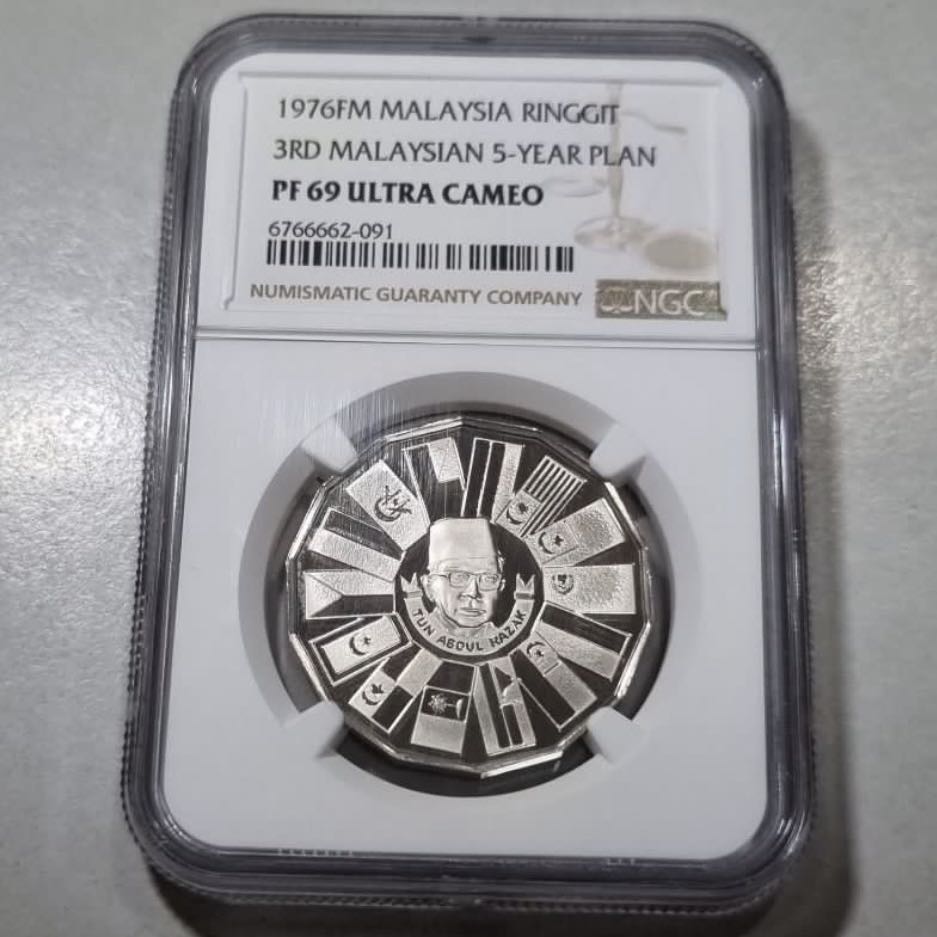 1976FM MALAYSIA RINGGIT
3RD MALAYSIAN 5-YEAR PLAN
PF 69 ULTRA CAMEO
6766662-091
NUMISMATIC GUARANTY COMPANY
NGC
TUN ABDUL RAZAK